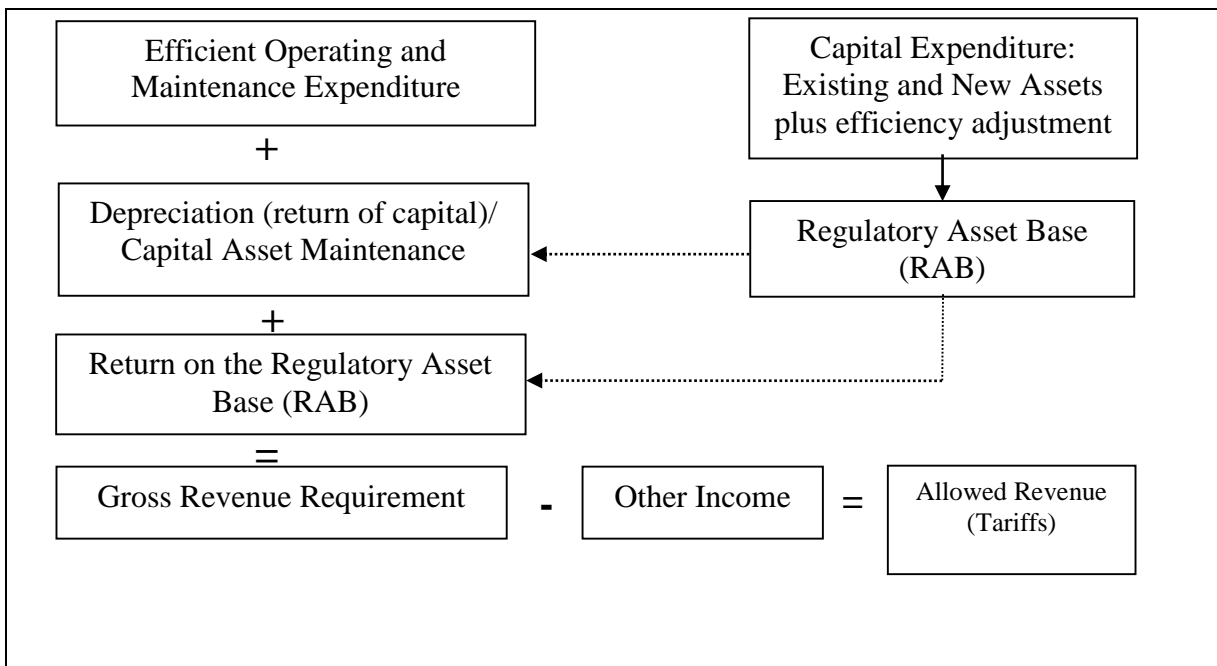 Efficient Operating and
Maintenance Expenditure
+
Depreciation (return of capital)/
Capital Asset Maintenance
+
Return on the Regulatory Asset
Base (RAB)
=
Gross Revenue Requirement
-
Other Income
=
Allowed Revenue
(Tariffs)
Capital Expenditure:
Existing and New Assets
plus efficiency adjustment
Regulatory Asset Base
(RAB)